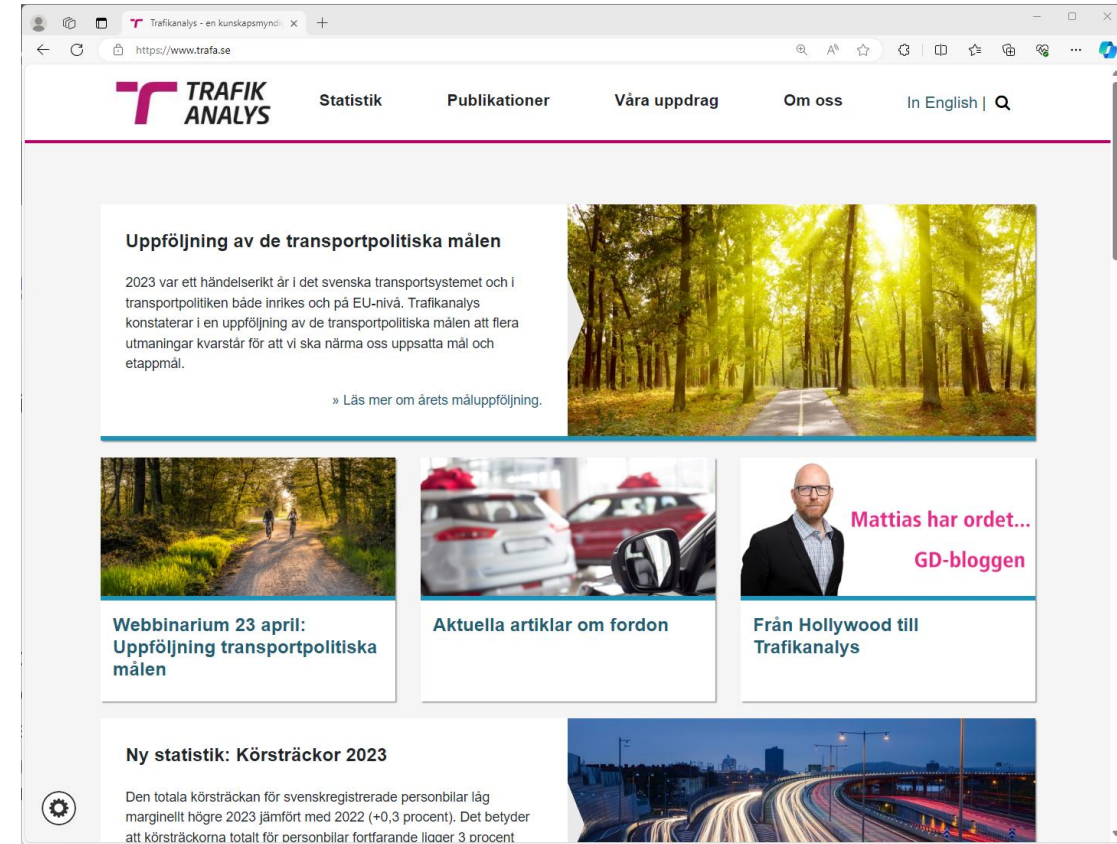 Trafikanalys - en kunskapsmyndi
https://www.trafa.se
TRAFIK
ANALYS
Statistik
Publikationer
Våra uppdrag
Om oss
In English |
Uppföljning av de transportpolitiska målen
2023 var ett händelserikt år i det svenska transportsystemet och i
transportpolitiken både inrikes och på EU-nivå. Trafikanalys
konstaterar i en uppföljning av de transportpolitiska målen att flera
utmaningar kvarstår för att vi ska närma oss uppsatta mål och
etappmål.
» Läs mer om årets måluppföljning.
Mattias har ordet...
GD-bloggen
Webbinarium 23 april:
Uppföljning transportpolitiska
målen
Aktuella artiklar om fordon
Från Hollywood till
Trafikanalys
Ny statistik: Körsträckor 2023
Den totala körsträckan för svenskregistrerade personbilar låg
marginellt högre 2023 jämfört med 2022 (+0,3 procent). Det betyder
att körsträckorna totalt för personbilar fortfarande ligger 3 procent